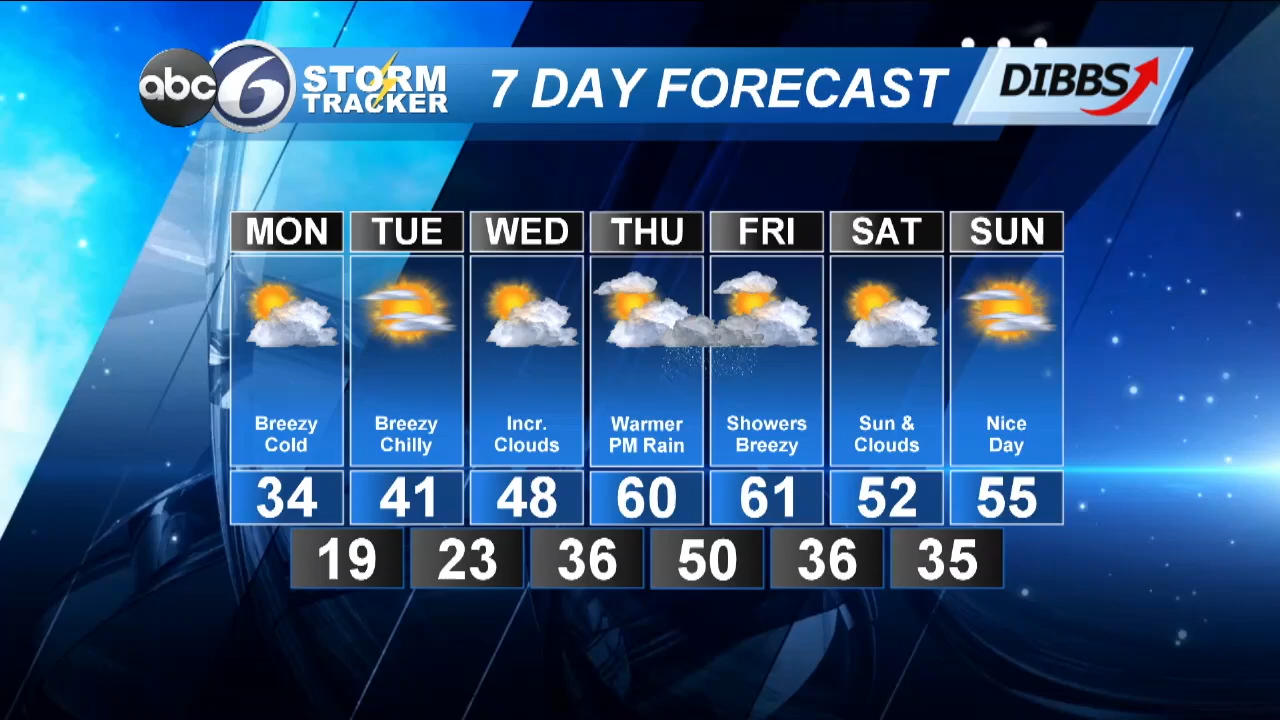 abc 6 STORM TRACKER 7 DAY FORECAST DIBBS
MON TUE WED THU FRI SAT SUN
Breezy Cold
Breezy Chilly
Incr. Clouds
Warmer PM Rain
Showers Breezy
Sun & Clouds
Nice Day
34 41 48 60 61 52 55
19 23 36 50 36 35